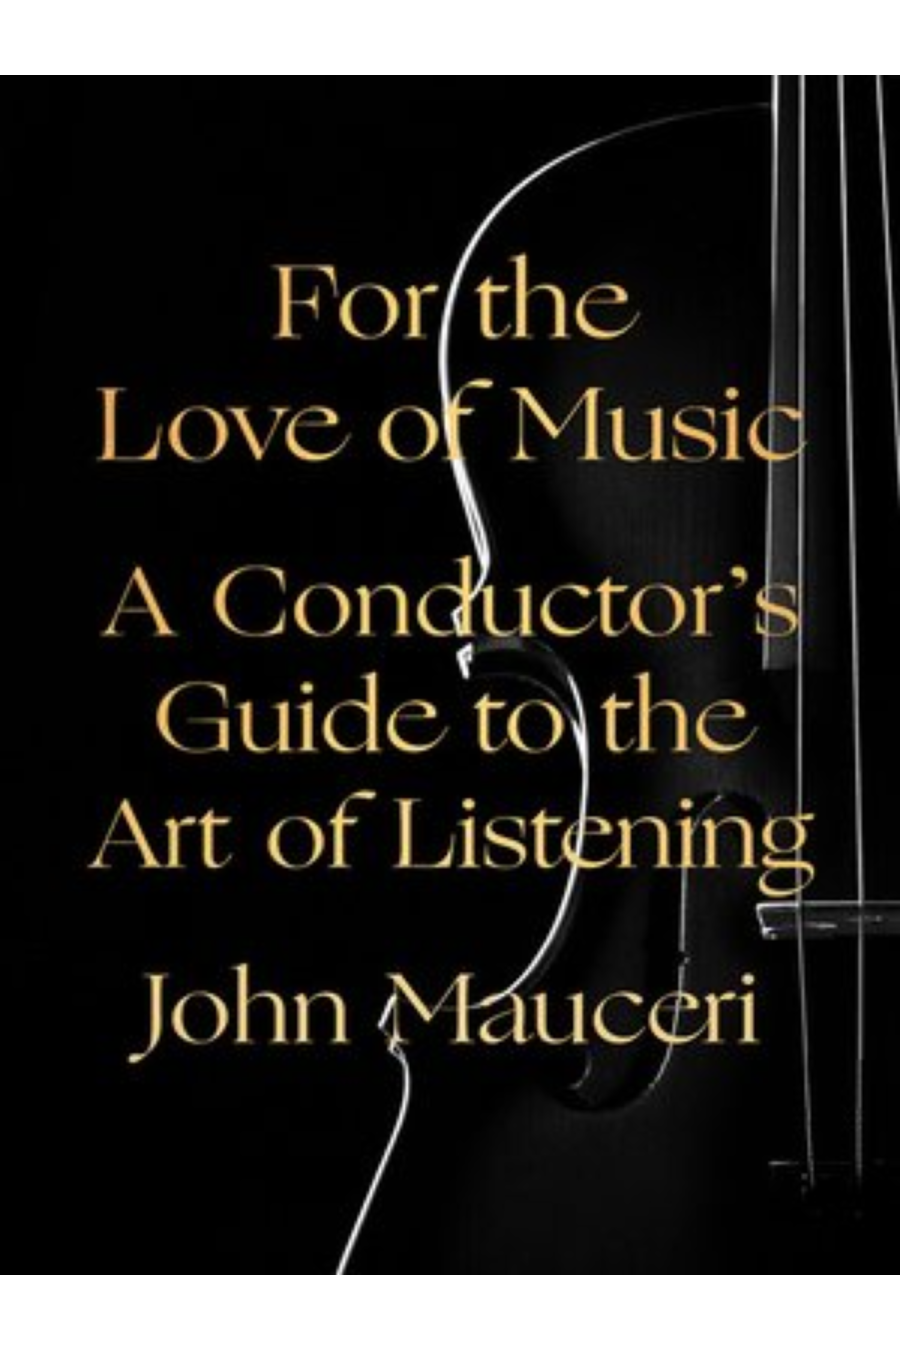 For the
Love of Music
A Conductor’s
Guide to the
Art of Listening
John Mauceri